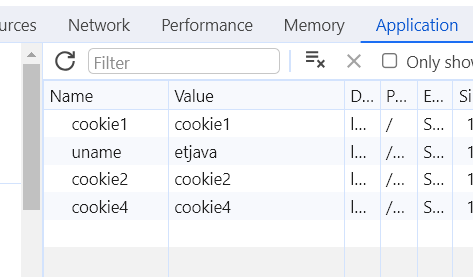 urces Network Performance Memory Application
Filter Only show
Name Value D... P... E... Si
cookie1 cookie1 l... / S... 1
uname etjava l... /... S...
cookie2 cookie2 l... /... S... 1
cookie4 cookie4 l... /... S... 1